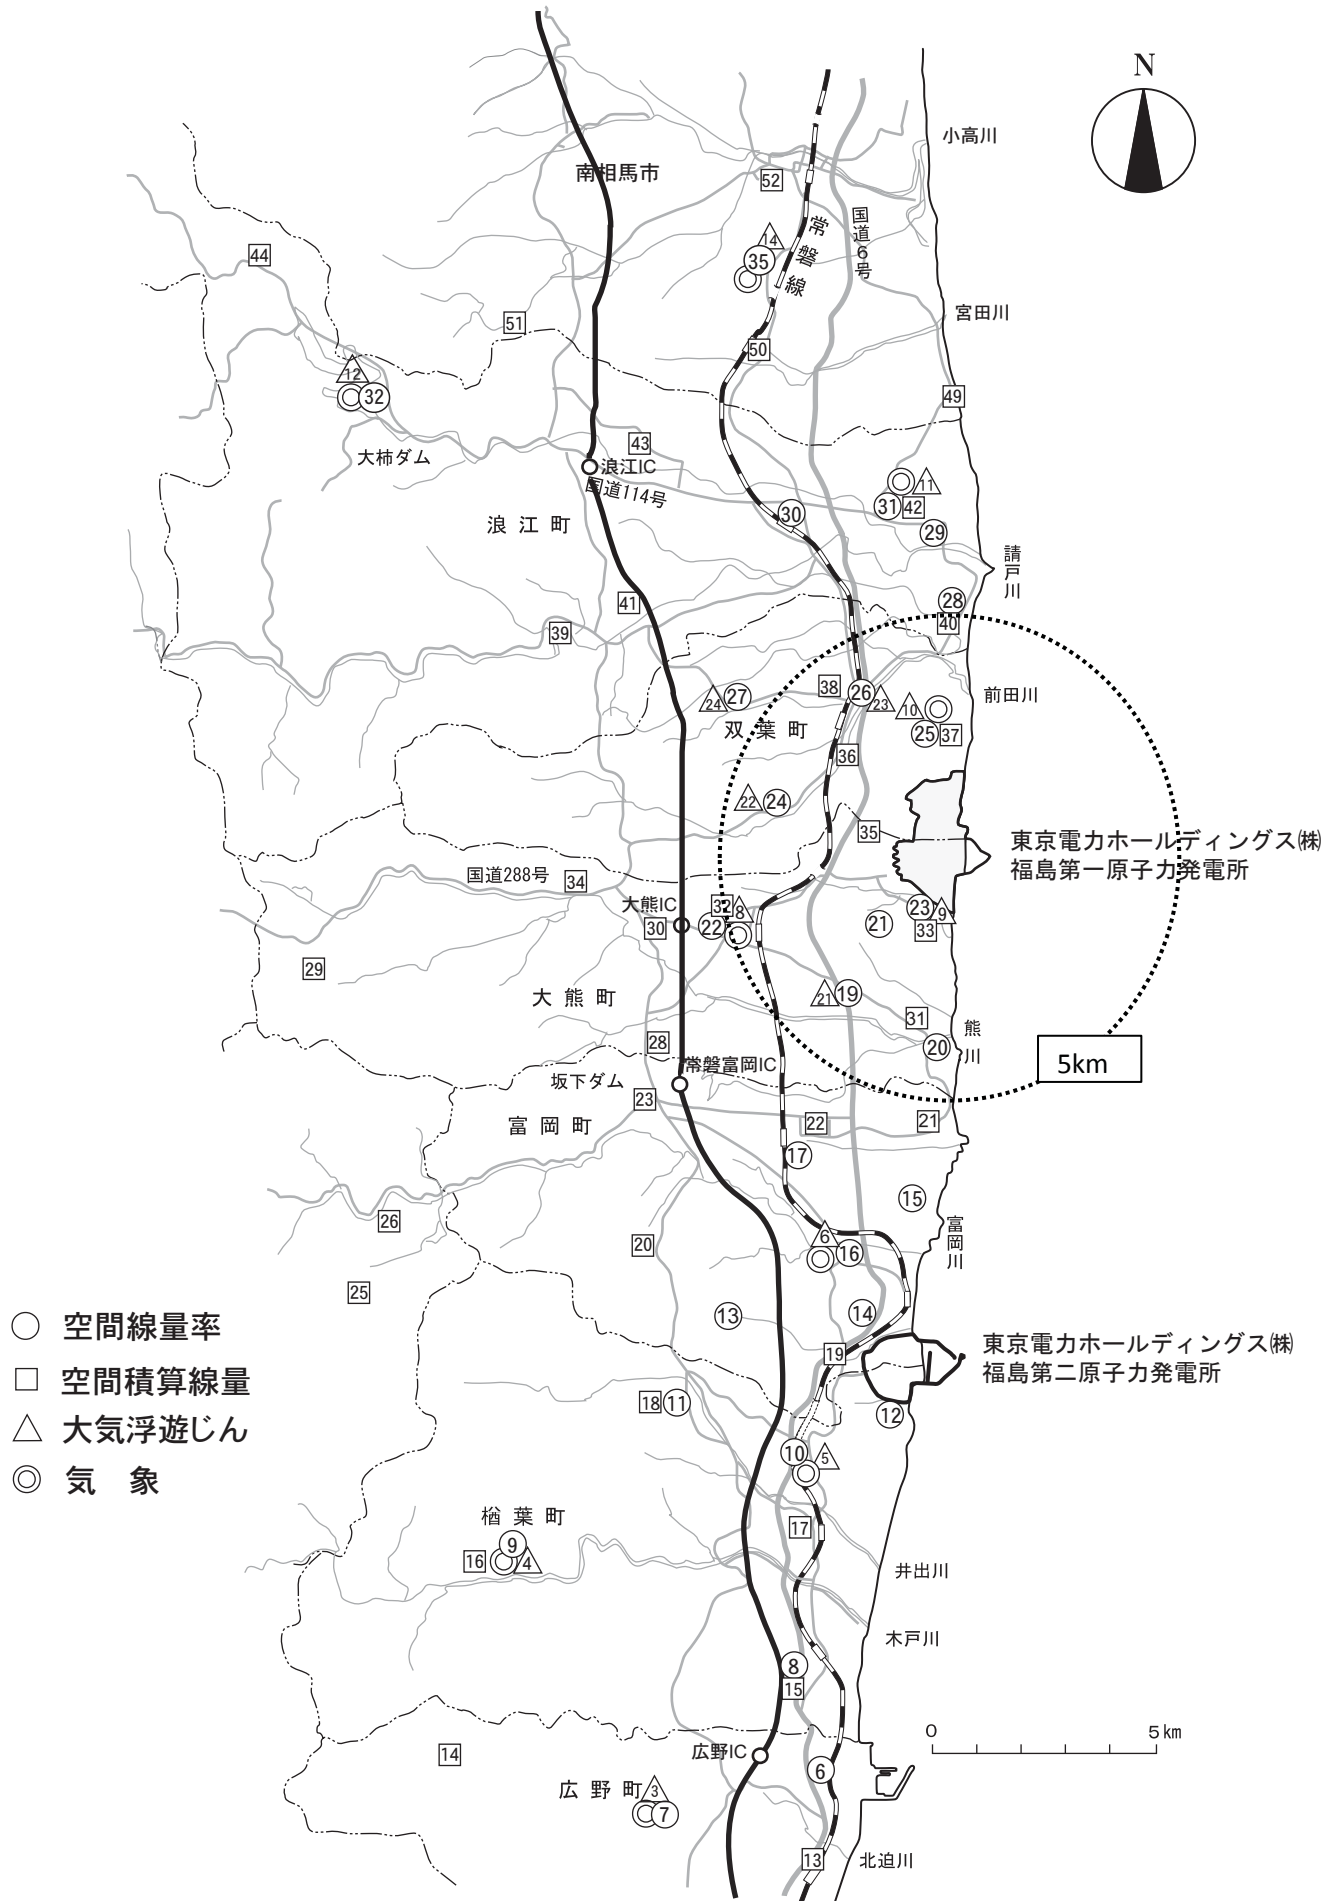 N
小高川
南相馬市
52
常磐線
国道6号
14
35
44
宮田川
51
50
12
32
49
大柿ダム
43
浪江IC
国道114号
11
31
42
30
29
浪江町
請戸川
28
40
41
39
38
26
23
10
前田川
24
27
25
37
双葉町
36
22
24
35
東京電力ホールディングス㈱
福島第一原子力発電所
国道288号
34
大熊IC
32
8
23
9
30
22
21
33
29
21
19
大熊町
31
熊川
20
28
5km
常磐富岡IC
坂下ダム
23
富岡町
22
21
17
15
26
20
6
16
富岡川
25
13
14
○ 空間線量率
□ 空間積算線量
△ 大気浮遊じん
◎ 気象
19
東京電力ホールディングス㈱
福島第二原子力発電所
18
11
12
10
5
楢葉町
17
9
16
4
井出川
木戸川
8
15
0 5km
14
広野IC
6
広野町
3
7
13
北迫川